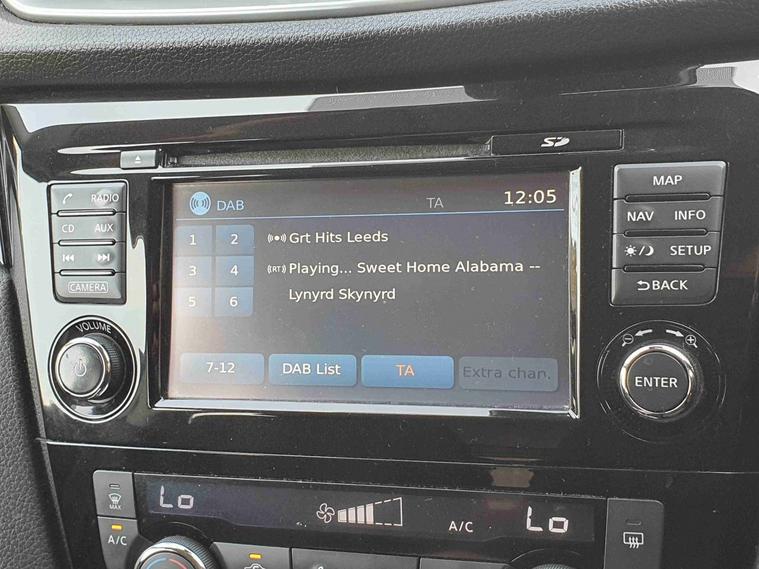 SD
RADIO
CD AUX
CAMERA
VOLUME
DAB TA 12:05
1 2
3 4
5 6
Grt Hits Leeds
(RT) Playing... Sweet Home Alabama --
Lynyrd Skynyrd
7-12 DAB List TA Extra chan.
MAP
NAV INFO
SETUP
BACK
ENTER
MAX
A/C
Lo A/C Lo